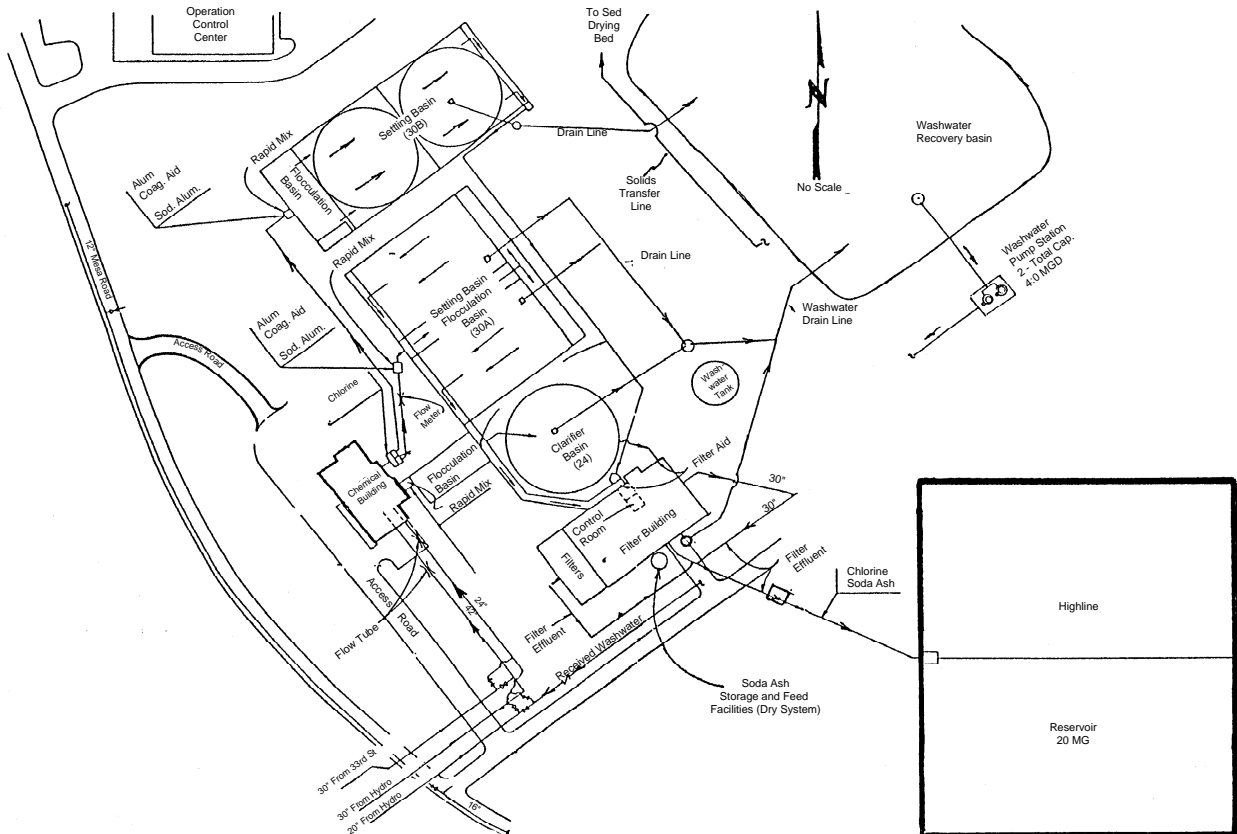 Operation
Control
Center
To Sed
Drying
Bed
N
No Scale
Washwater
Recovery basin
Rapid Mix
Settling Basin
(30B)
Flocculation
Basin
Drain Line
Alum
Coag. Aid
Sod. Alum.
Solids
Transfer
Line
Rapid Mix
12" Mesa Road
Settling Basin
Flocculation
Basin
(30A)
Drain Line
Washwater
Pump Station
2 - Total Cap.
4:0 MGD
Alum
Coag. Aid
Sod. Alum.
Washwater
Drain Line
Access Road
Chlorine
Flow
Meter
Wash-
water
Tank
Clarifier
Basin
(24)
Filter Aid
Chemical
Building
Flocculation
Basin
Rapid Mix
30"
30"
Control
Room
Filter Building
Filters
Filter
Effluent
Chlorine
Soda Ash
Highline
Access
Road
24"
42"
Flow Tube
Filter
Effluent
Received Washwater
Soda Ash
Storage and Feed
Facilities (Dry System)
Reservoir
20 MG
30" From 33rd St
30" From Hydro
20" From Hydro
16"